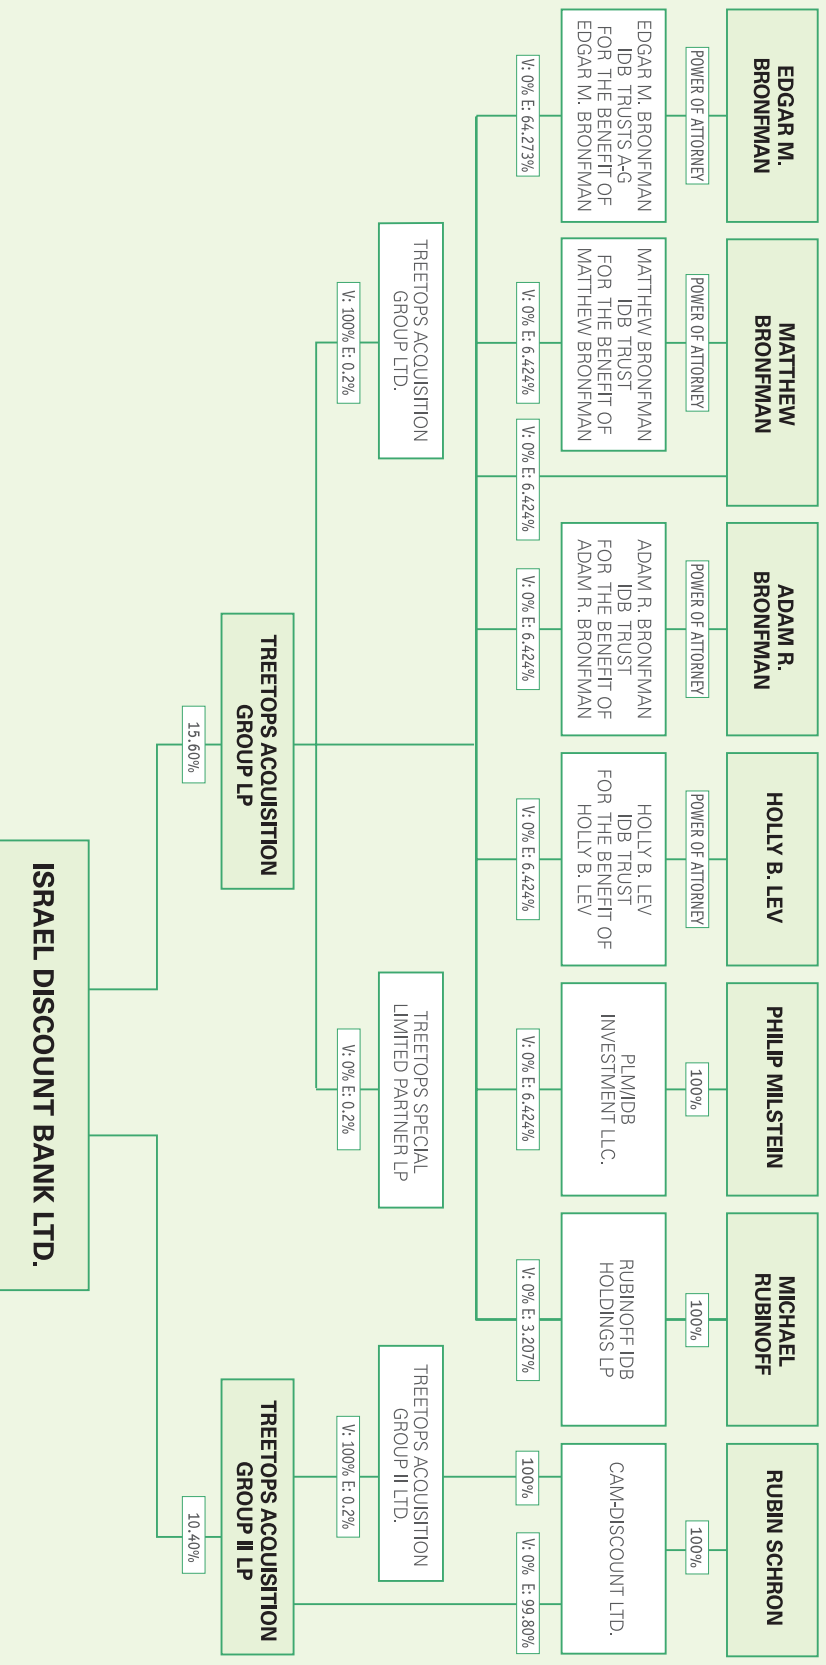 EDGAR M.
BRONFMAN
MATTHEW
BRONFMAN
ADAM R.
BRONFMAN
HOLLY B. LEV
PHILIP MILSTEIN
MICHAEL
RUBINOFF
RUBIN SCHRON
POWER OF ATTORNEY
POWER OF ATTORNEY
POWER OF ATTORNEY
POWER OF ATTORNEY
100%
100%
100%
EDGAR M. BRONFMAN
IDB TRUSTS A-G
FOR THE BENEFIT OF
EDGAR M. BRONFMAN
MATTHEW BRONFMAN
IDB TRUST
FOR THE BENEFIT OF
MATTHEW BRONFMAN
ADAM R. BRONFMAN
IDB TRUST
FOR THE BENEFIT OF
ADAM R. BRONFMAN
HOLLY B. LEV
IDB TRUST
FOR THE BENEFIT OF
HOLLY B. LEV
PLM/IDB
INVESTMENT LLC.
RUBINOFF IDB
HOLDINGS LP
CAM-DISCOUNT LTD.
V: 0% E: 64.273%
V: 0% E: 6.424%
V: 0% E: 6.424%
V: 0% E: 6.424%
V: 0% E: 6.424%
V: 0% E: 6.424%
V: 0% E: 3.207%
100%
V: 0% E: 99.80%
TREETOPS ACQUISITION
GROUP LTD.
TREETOPS SPECIAL
LIMITED PARTNER LP
TREETOPS ACQUISITION
GROUP II LTD.
V: 100% E: 0.2%
V: 0% E: 0.2%
V: 100% E: 0.2%
TREETOPS ACQUISITION
GROUP LP
TREETOPS ACQUISITION
GROUP II LP
15.60%
10.40%
ISRAEL DISCOUNT BANK LTD.